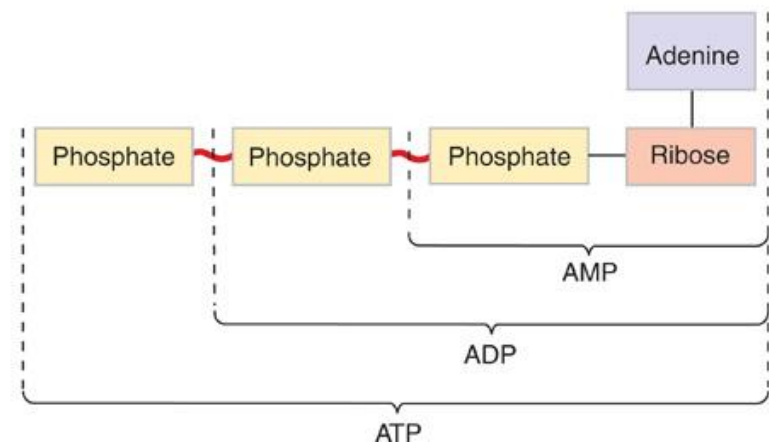 Adenine
Phosphate Phosphate Phosphate Ribose
AMP
ADP
ATP